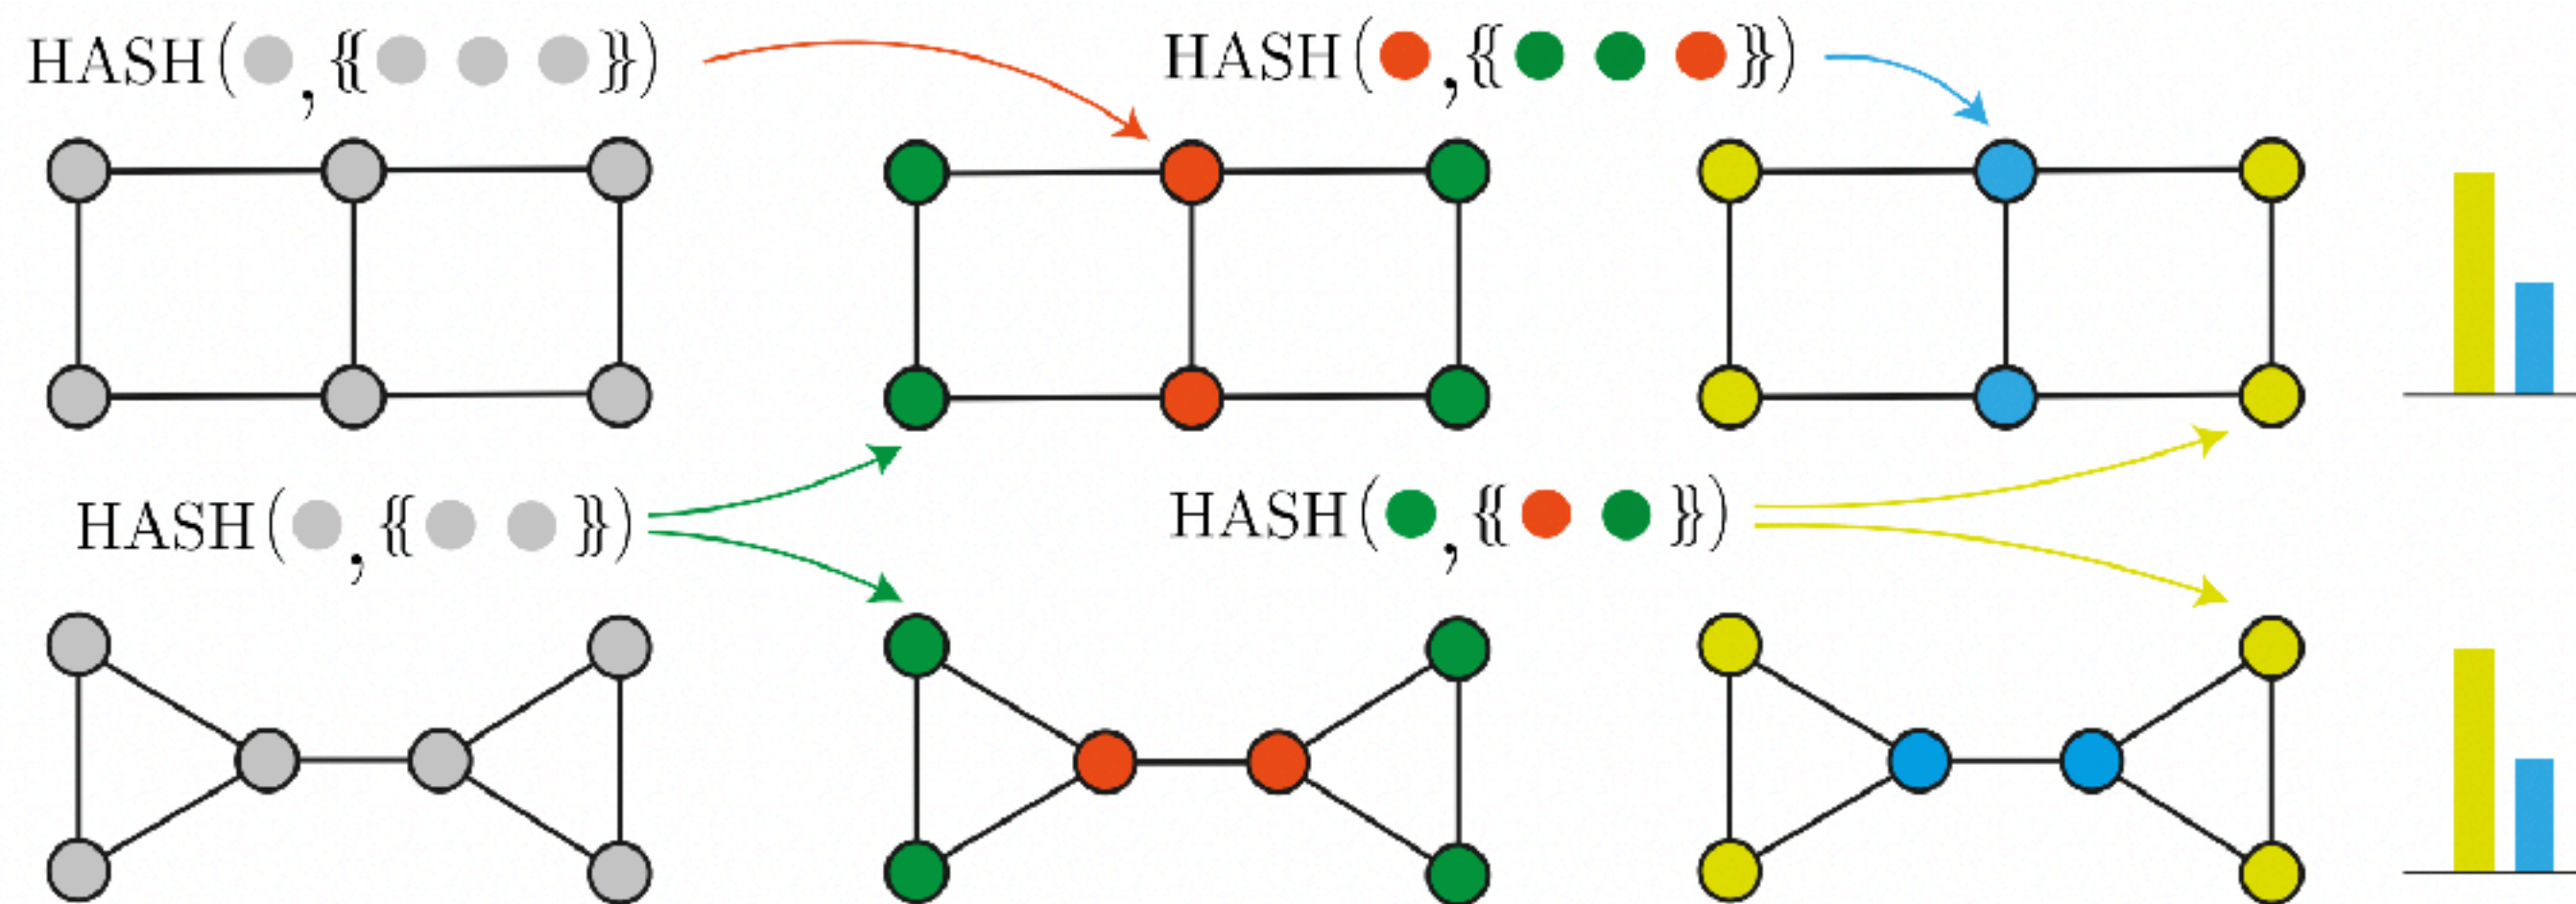 HASH(● , {{● ● ●}})
HASH(● , {{● ● ●}})
HASH(● , {{● ●}})
HASH(● , {{● ●}})